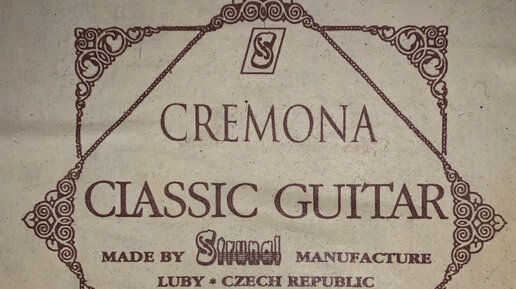 S
CREMONA
CLASSIC GUITAR
MADE BY Strunal MANUFACTURE
LUBY * CZECH REPUBLIC